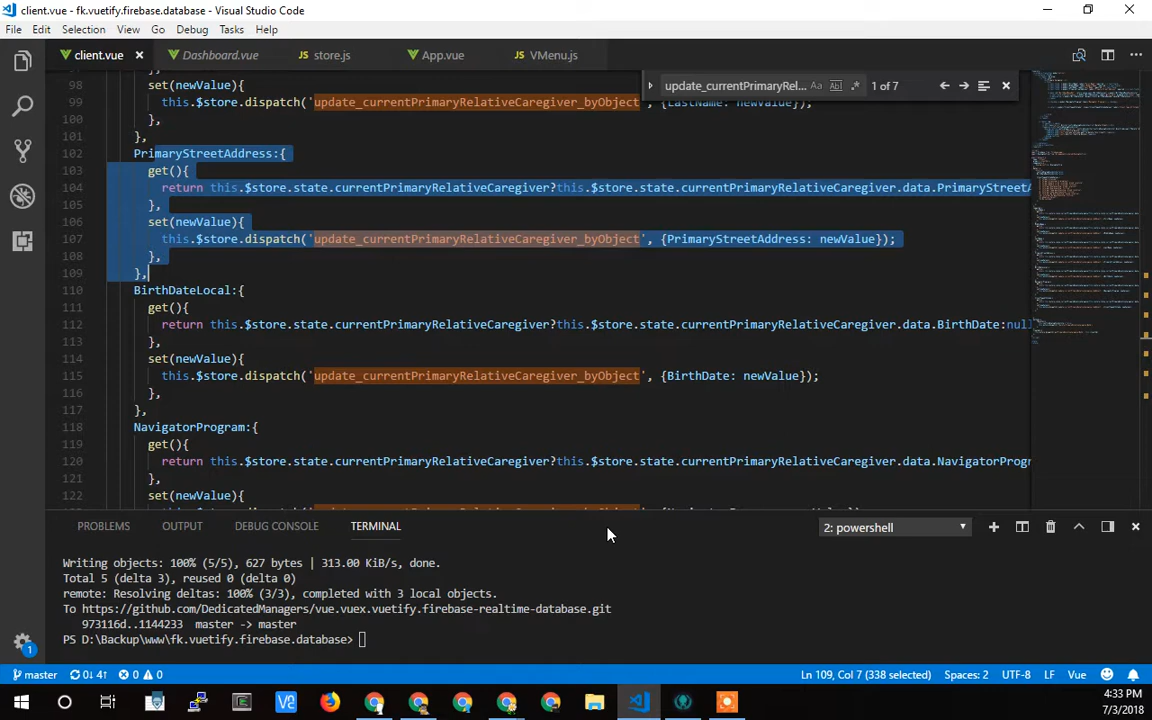 client.vue - fk.vuetify.firebase.database - Visual Studio Code
File Edit Selection View Go Debug Tasks Help
client.vue Dashboard.vue store.js App.vue VMenu.js
update_currentPrimaryRel... Aa Abl .* 1 of 7
98 set(newValue){
99 this.$store.dispatch('update_currentPrimaryRelativeCaregiver_byObject', {LastName: newValue});
100 },
101 },
102 PrimaryStreetAddress:{
103 get(){
104 return this.$store.state.currentPrimaryRelativeCaregiver?this.$store.state.currentPrimaryRelativeCaregiver.data.PrimaryStreetA
105 },
106 set(newValue){
107 this.$store.dispatch('update_currentPrimaryRelativeCaregiver_byObject', {PrimaryStreetAddress: newValue});
108 },
109 },
110 BirthDateLocal:{
111 get(){
112 return this.$store.state.currentPrimaryRelativeCaregiver?this.$store.state.currentPrimaryRelativeCaregiver.data.BirthDate:null
113 },
114 set(newValue){
115 this.$store.dispatch('update_currentPrimaryRelativeCaregiver_byObject', {BirthDate: newValue});
116 },
117 },
118 NavigatorProgram:{
119 get(){
120 return this.$store.state.currentPrimaryRelativeCaregiver?this.$store.state.currentPrimaryRelativeCaregiver.data.NavigatorProgr
121 },
122 set(newValue){
PROBLEMS OUTPUT DEBUG CONSOLE TERMINAL 2: powershell
Writing objects: 100% (5/5), 627 bytes | 313.00 KiB/s, done.
Total 5 (delta 3), reused 0 (delta 0)
remote: Resolving deltas: 100% (3/3), completed with 3 local objects.
To https://github.com/DedicatedManagers/vue.vuex.vuetify.firebase-realtime-database.git
973116d..1144233 master -> master
PS D:\Backup\www\fk.vuetify.firebase.database>
1
master 0↓ 4↑ 0 0 Ln 109, Col 7 (338 selected) Spaces: 2 UTF-8 LF Vue
4:33 PM
7/3/2018